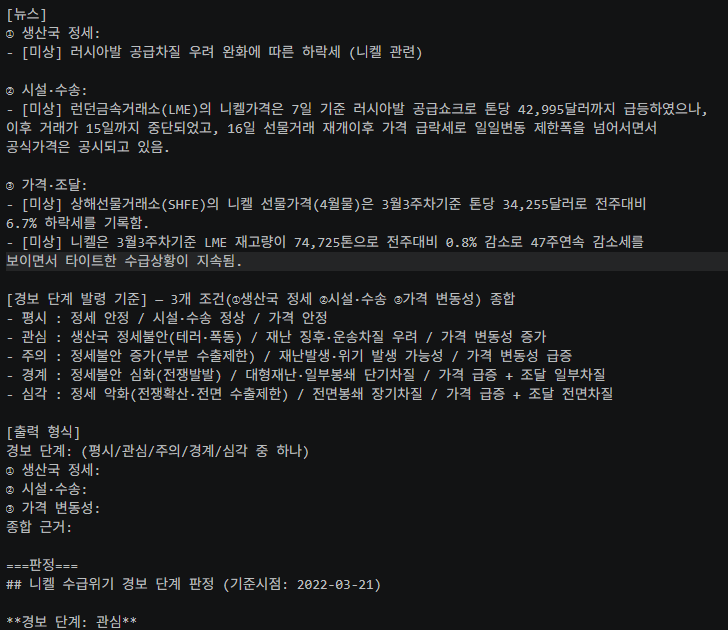 [뉴스]
① 생산국 정세:
- [미상] 러시아발 공급차질 우려 완화에 따른 하락세 (니켈 관련)
② 시설·수송:
- [미상] 런던금속거래소(LME)의 니켈가격은 7일 기준 러시아발 공급쇼크로 톤당 42,995달러까지 급등하였으나,
이후 거래가 15일까지 중단되었고, 16일 선물거래 재개이후 가격 급락세로 일일변동 제한폭을 넘어서면서
공식가격은 공시되고 있음.
③ 가격·조달:
- [미상] 상해선물거래소(SHFE)의 니켈 선물가격(4월물)은 3월3주차기준 톤당 34,255달러로 전주대비
6.7% 하락세를 기록함.
- [미상] 니켈은 3월3주차기준 LME 재고량이 74,725톤으로 전주대비 0.8% 감소로 47주연속 감소세를
보이면서 타이트한 수급상황이 지속됨.
[경보 단계 발령 기준] — 3개 조건(①생산국 정세 ②시설·수송 ③가격 변동성) 종합
- 평시 : 정세 안정 / 시설·수송 정상 / 가격 안정
- 관심 : 생산국 정세불안(테러·폭동) / 재난 징후·운송차질 우려 / 가격 변동성 증가
- 주의 : 정세불안 증가(부분 수출제한) / 재난발생·위기 발생 가능성 / 가격 변동성 급증
- 경계 : 정세불안 심화(전쟁발발) / 대형재난·일부봉쇄 단기차질 / 가격 급증 + 조달 일부차질
- 심각 : 정세 악화(전쟁확산·전면 수출제한) / 전면봉쇄 장기차질 / 가격 급증 + 조달 전면차질
[출력 형식]
경보 단계: (평시/관심/주의/경계/심각 중 하나)
① 생산국 정세:
② 시설·수송:
③ 가격 변동성:
종합 근거:
===판정===
## 니켈 수급위기 경보 단계 판정 (기준시점: 2022-03-21)
**경보 단계: 관심**